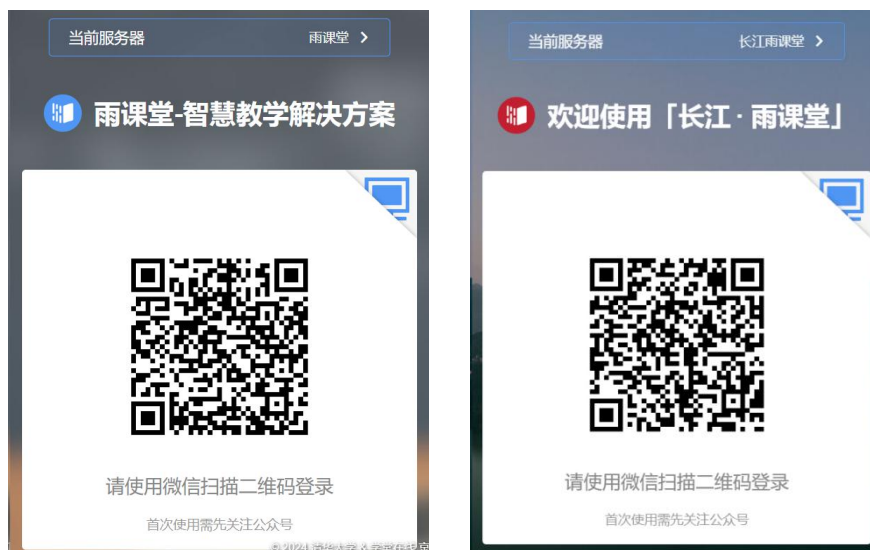 当前服务器
雨课堂
雨课堂-智慧教学解决方案
请使用微信扫描二维码登录
首次使用需先关注公众号
当前服务器
长江雨课堂
欢迎使用「长江·雨课堂」
请使用微信扫描二维码登录
首次使用需先关注公众号